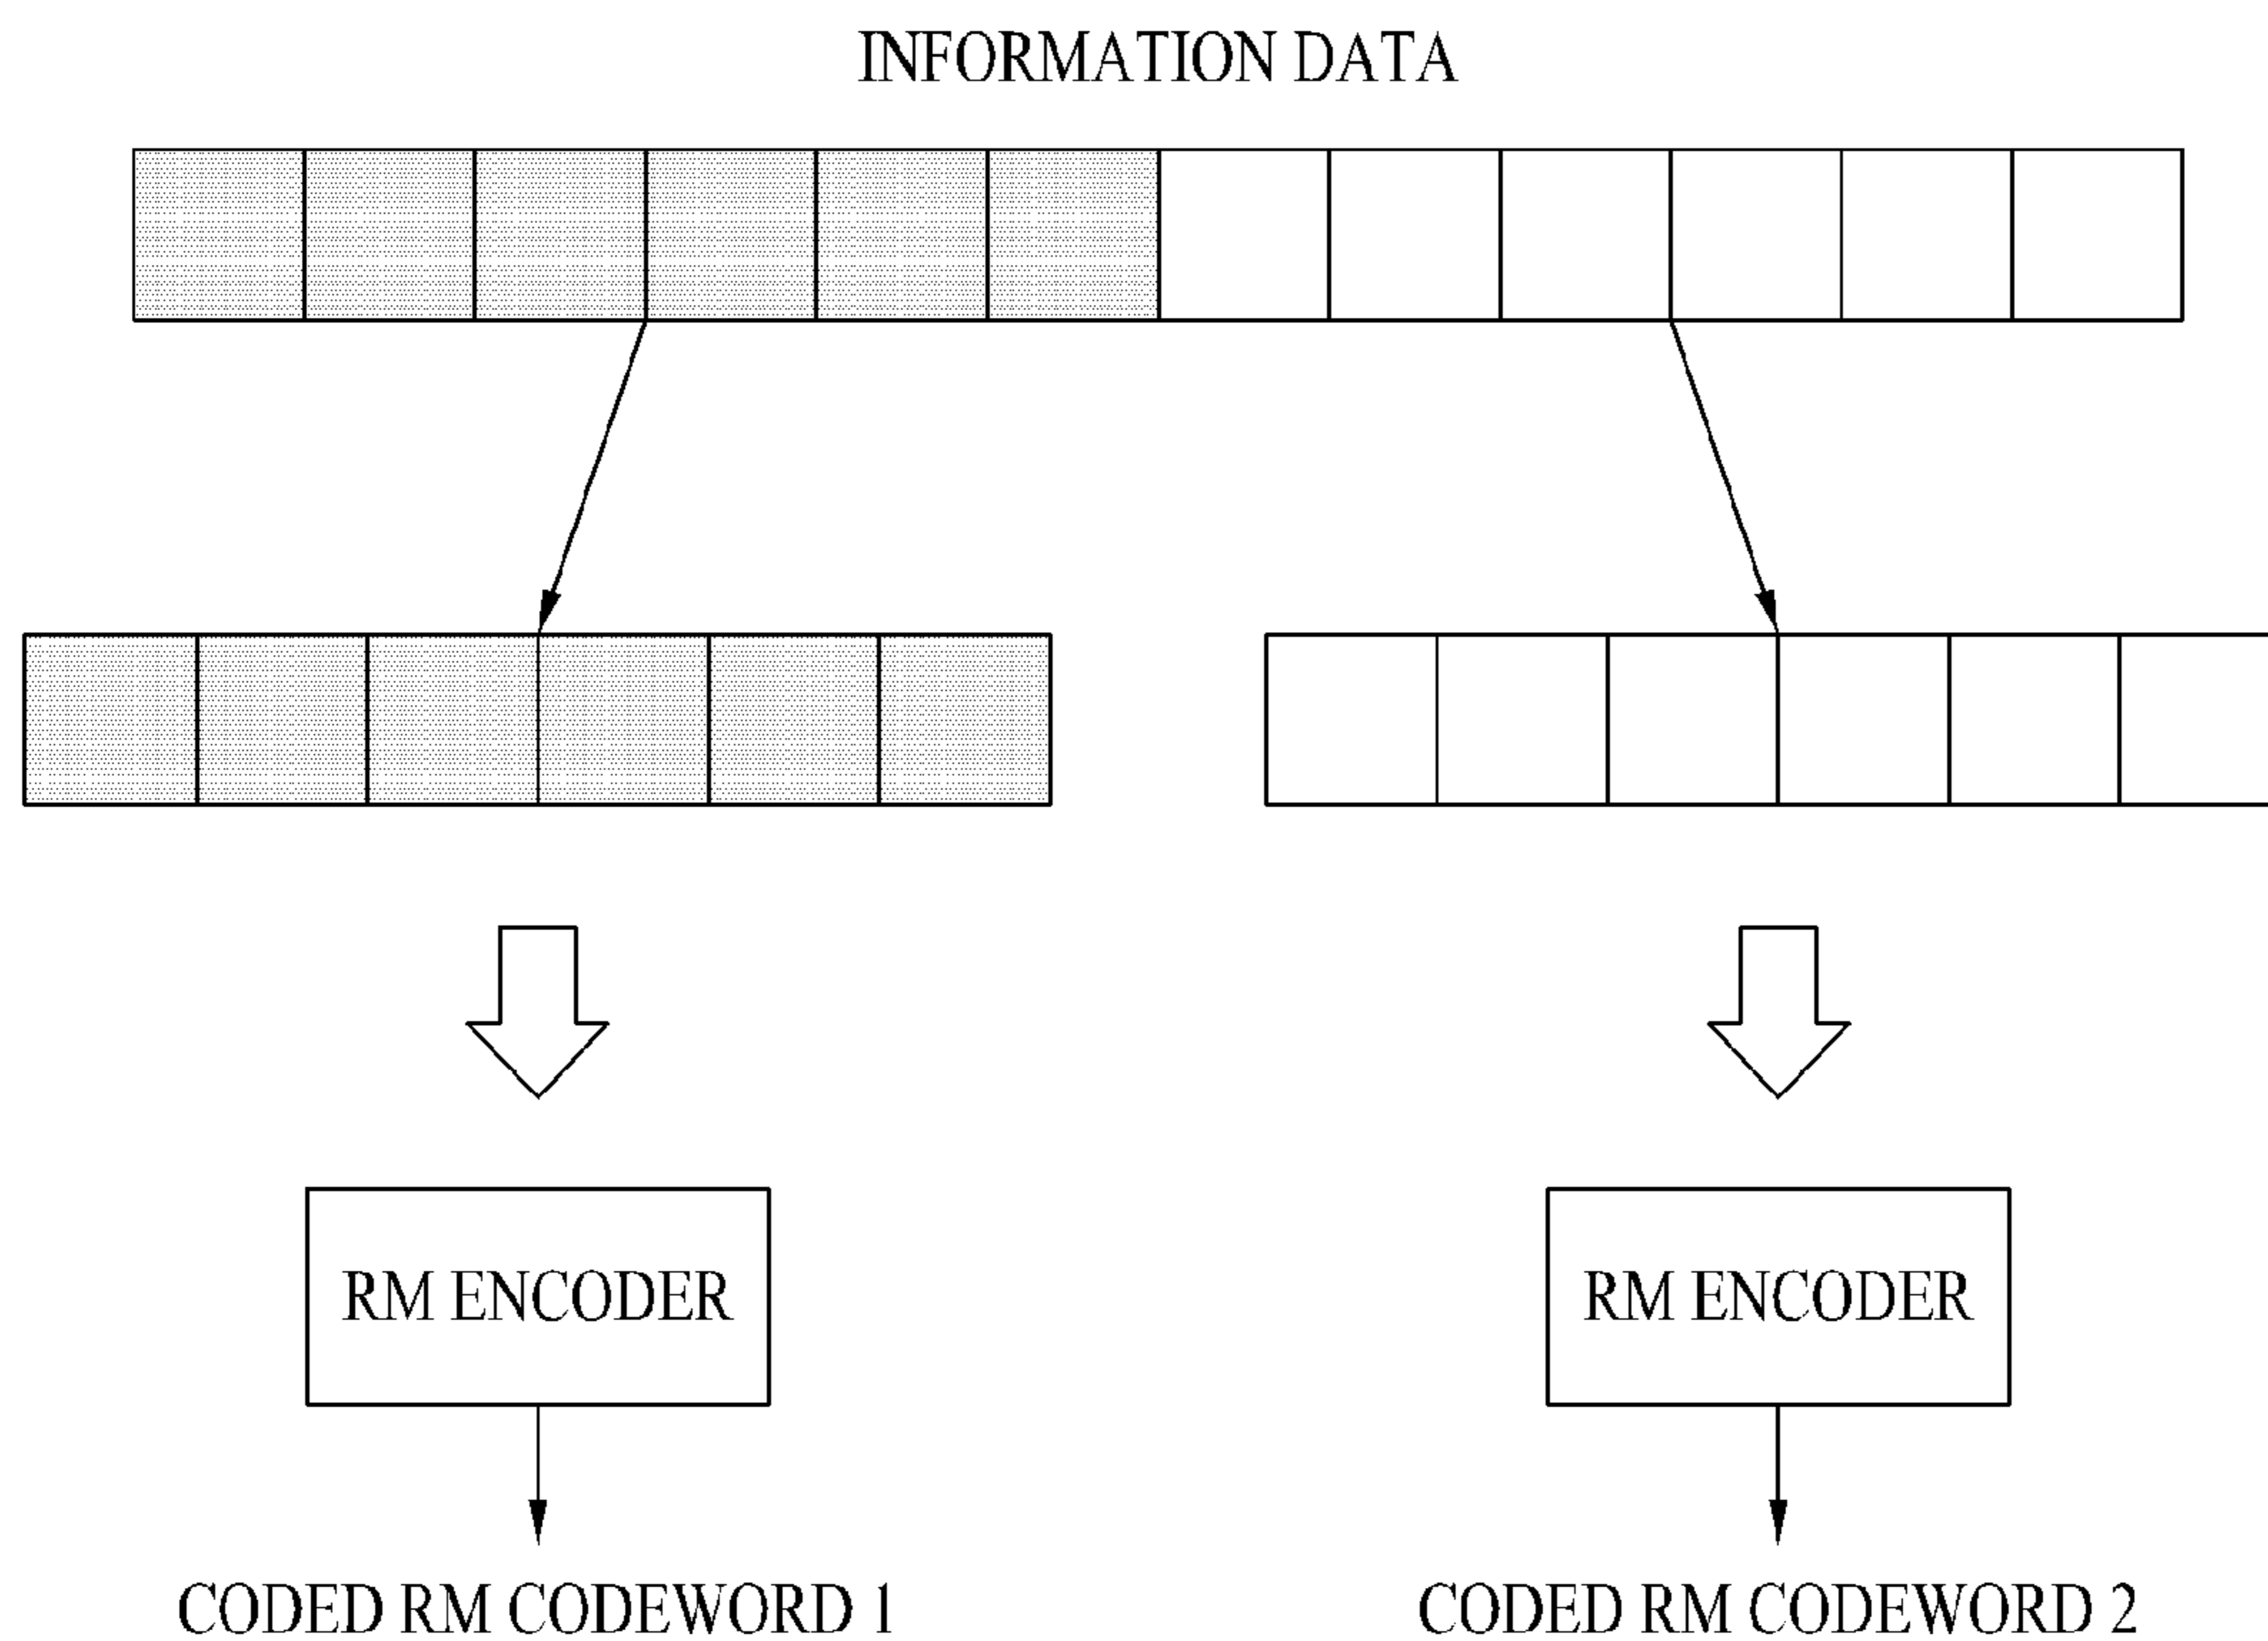 INFORMATION DATA
RM ENCODER
RM ENCODER
CODED RM CODEWORD 1
CODED RM CODEWORD 2